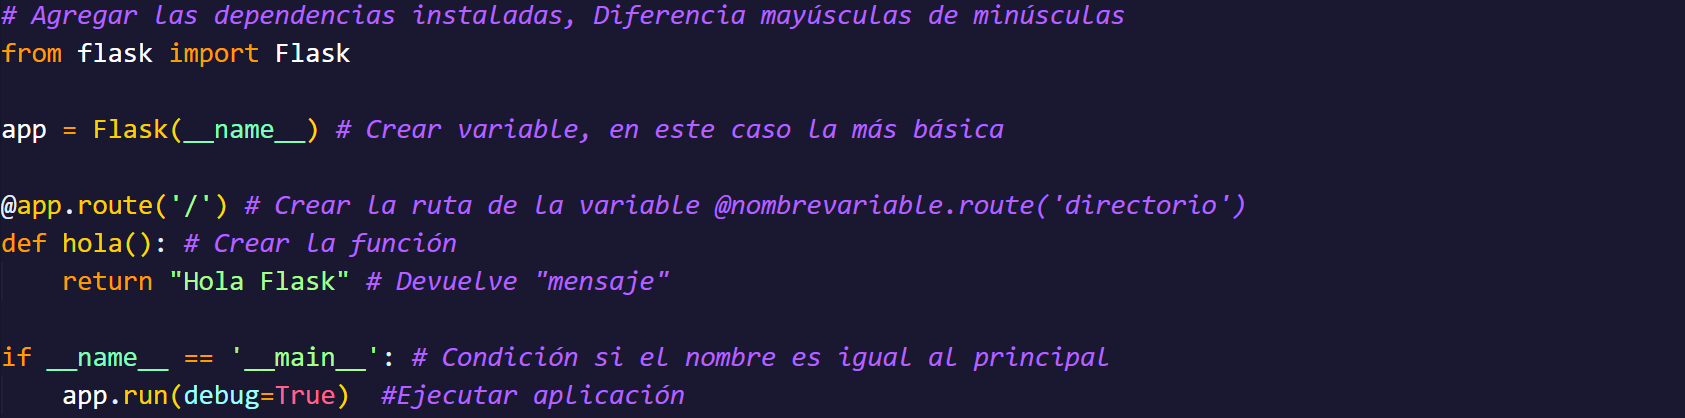 # Agregar las dependencias instaladas, Diferencia mayúsculas de minúsculas
from flask import Flask
app = Flask(__name__) # Crear variable, en este caso la más básica
@app.route('/') # Crear la ruta de la variable @nombrevariable.route('directorio')
def hola(): # Crear la función
    return "Hola Flask" # Devuelve "mensaje"
if __name__ == '__main__': # Condición si el nombre es igual al principal
    app.run(debug=True)  #Ejecutar aplicación